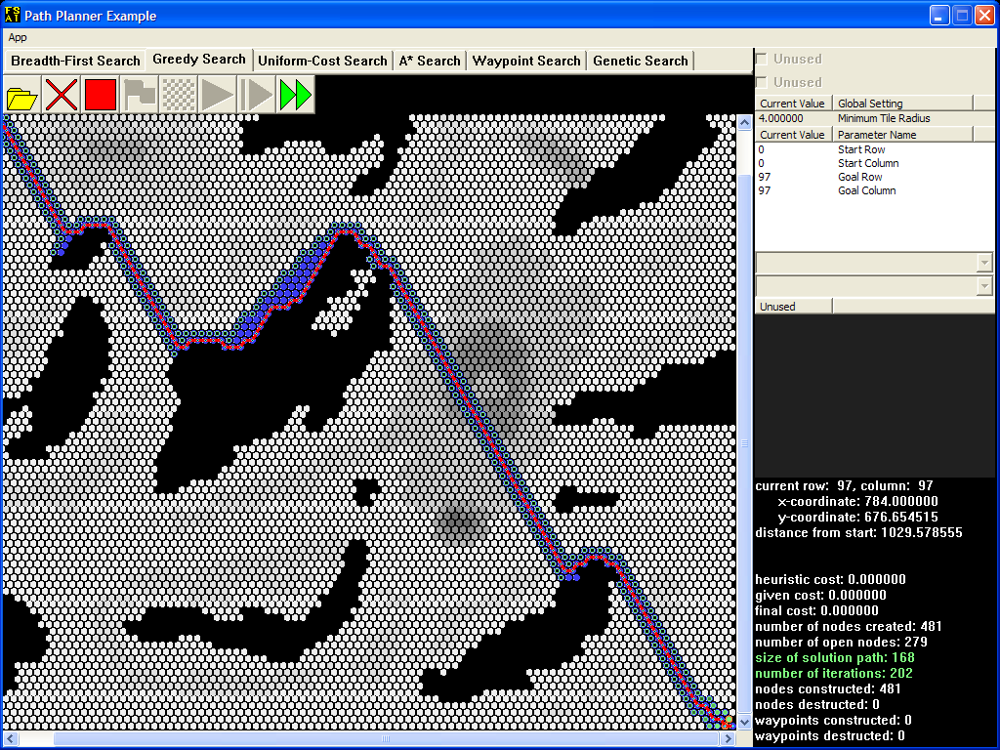 FS
AI
Path Planner Example
App
Breadth-First Search Greedy Search Uniform-Cost Search A* Search Waypoint Search Genetic Search
Unused
Unused
Current Value Global Setting
4.000000 Minimum Tile Radius
Current Value Parameter Name
0 Start Row
0 Start Column
97 Goal Row
97 Goal Column
Unused
current row: 97, column: 97
x-coordinate: 784.000000
y-coordinate: 676.654515
distance from start: 1029.578555
heuristic cost: 0.000000
given cost: 0.000000
final cost: 0.000000
number of nodes created: 481
number of open nodes: 279
size of solution path: 168
number of iterations: 202
nodes constructed: 481
nodes destructed: 0
waypoints constructed: 0
waypoints destructed: 0